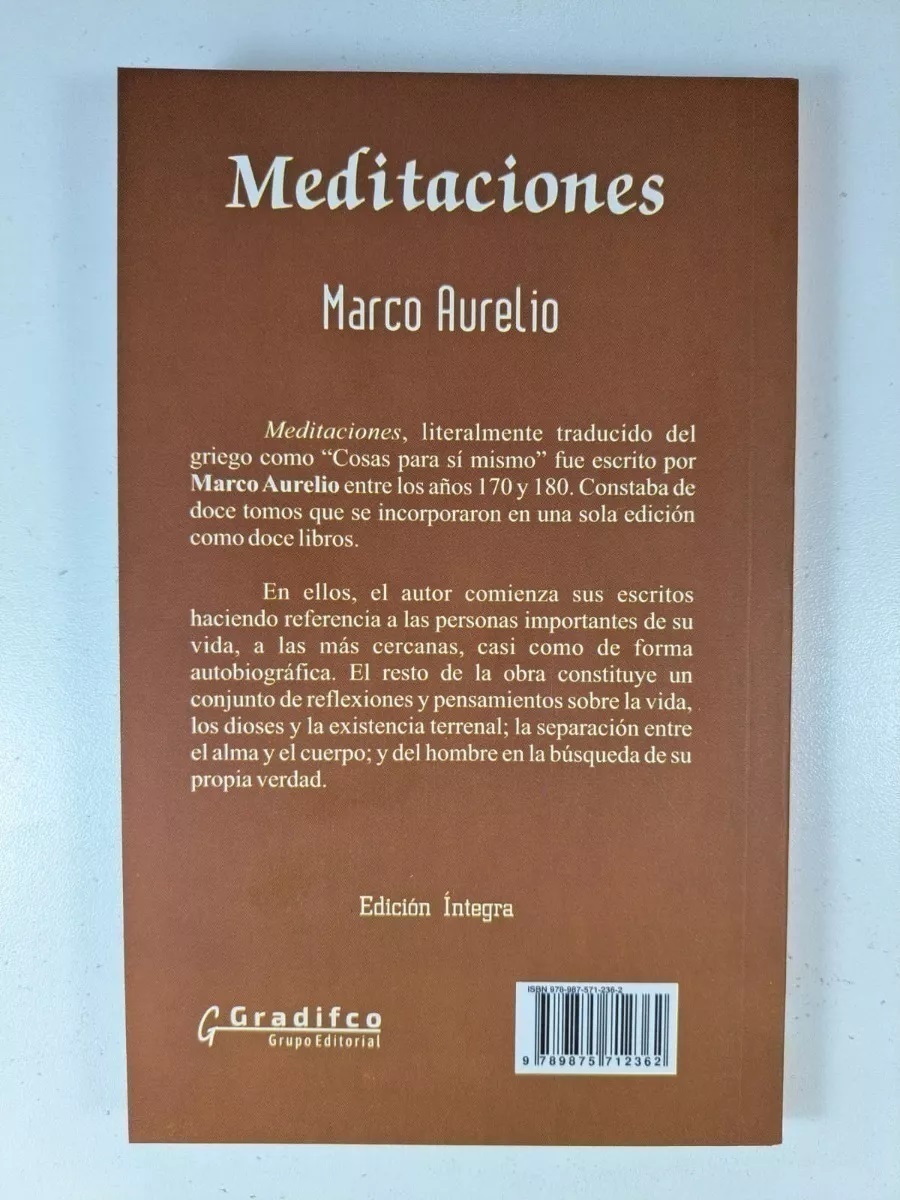 Meditaciones
Marco Aurelio
Meditaciones, literalmente traducido del
griego como “Cosas para sí mismo” fue escrito por
Marco Aurelio entre los años 170 y 180. Constaba de
doce tomos que se incorporaron en una sola edición
como doce libros.
En ellos, el autor comienza sus escritos
haciendo referencia a las personas importantes de su
vida, a las más cercanas, casi como de forma
autobiográfica. El resto de la obra constituye un
conjunto de reflexiones y pensamientos sobre la vida,
los dioses y la existencia terrenal; la separación entre
el alma y el cuerpo; y del hombre en la búsqueda de su
propia verdad.
Edición Íntegra
Gradifco
Grupo Editorial
ISBN 978-987-571-236-2
9 789875 712362